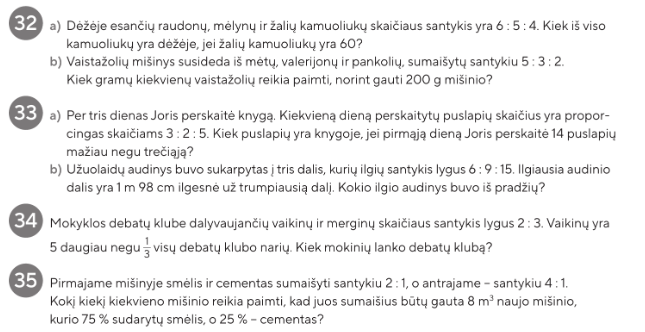 32 a) Dėžėje esančių raudonų, mėlynų ir žalių kamuoliukų skaičiaus santykis yra 6 : 5 : 4. Kiek iš viso
kamuoliukų yra dėžėje, jei žalių kamuoliukų yra 60?
b) Vaistažolių mišinys susideda iš mėtų, valerijonų ir pankolių, sumaišytų santykiu 5 : 3 : 2.
Kiek gramų kiekvienų vaistažolių reikia paimti, norint gauti 200 g mišinio?
33 a) Per tris dienas Joris perskaitė knygą. Kiekvieną dieną perskaitytų puslapių skaičius yra propor-
cingas skaičiams 3 : 2 : 5. Kiek puslapių yra knygoje, jei pirmąją dieną Joris perskaitė 14 puslapių
mažiau negu trečiąją?
b) Užuolaidų audinys buvo sukarpytas į tris dalis, kurių ilgių santykis lygus 6 : 9 : 15. Ilgiausia audinio
dalis yra 1 m 98 cm ilgesnė už trumpiausią dalį. Kokio ilgio audinys buvo iš pradžių?
34 Mokyklos debatų klube dalyvaujančių vaikinų ir merginų skaičiaus santykis lygus 2 : 3. Vaikinų yra
5 daugiau negu 1/3 visų debatų klubo narių. Kiek mokinių lanko debatų klubą?
35 Pirmajame mišinyje smėlis ir cementas sumaišyti santykiu 2 : 1, o antrajame – santykiu 4 : 1.
Kokį kiekį kiekvieno mišinio reikia paimti, kad juos sumaišius būtų gauta 8 m³ naujo mišinio,
kurio 75 % sudarytų smėlis, o 25 % – cementas?